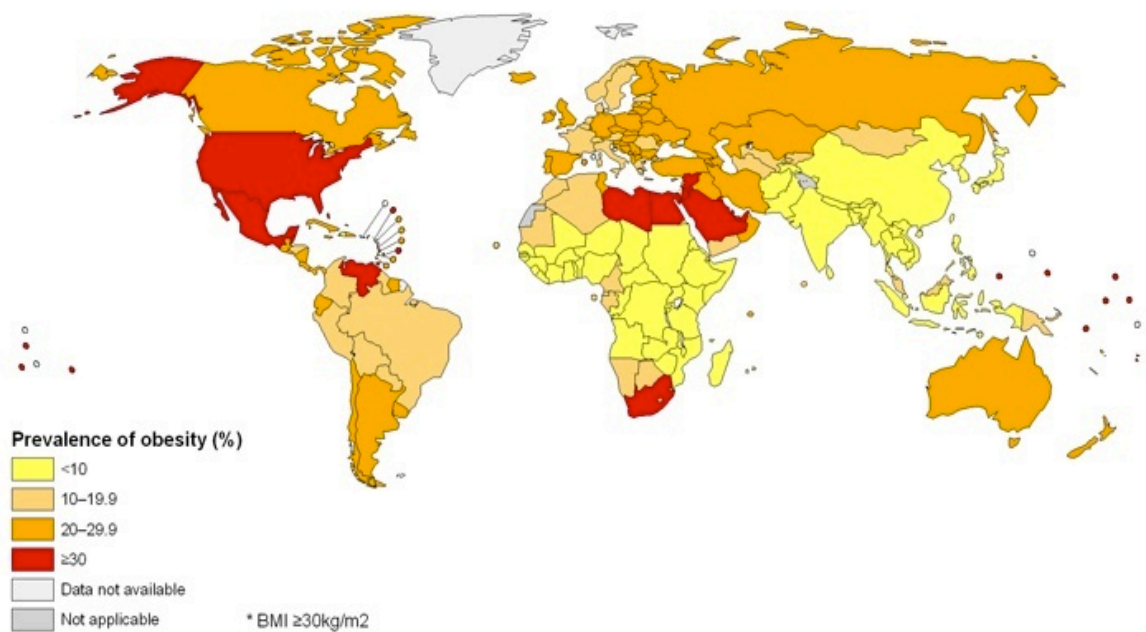 Prevalence of obesity (%)
<10
10–19.9
20–29.9
≥30
Data not available
Not applicable
* BMI ≥30kg/m2